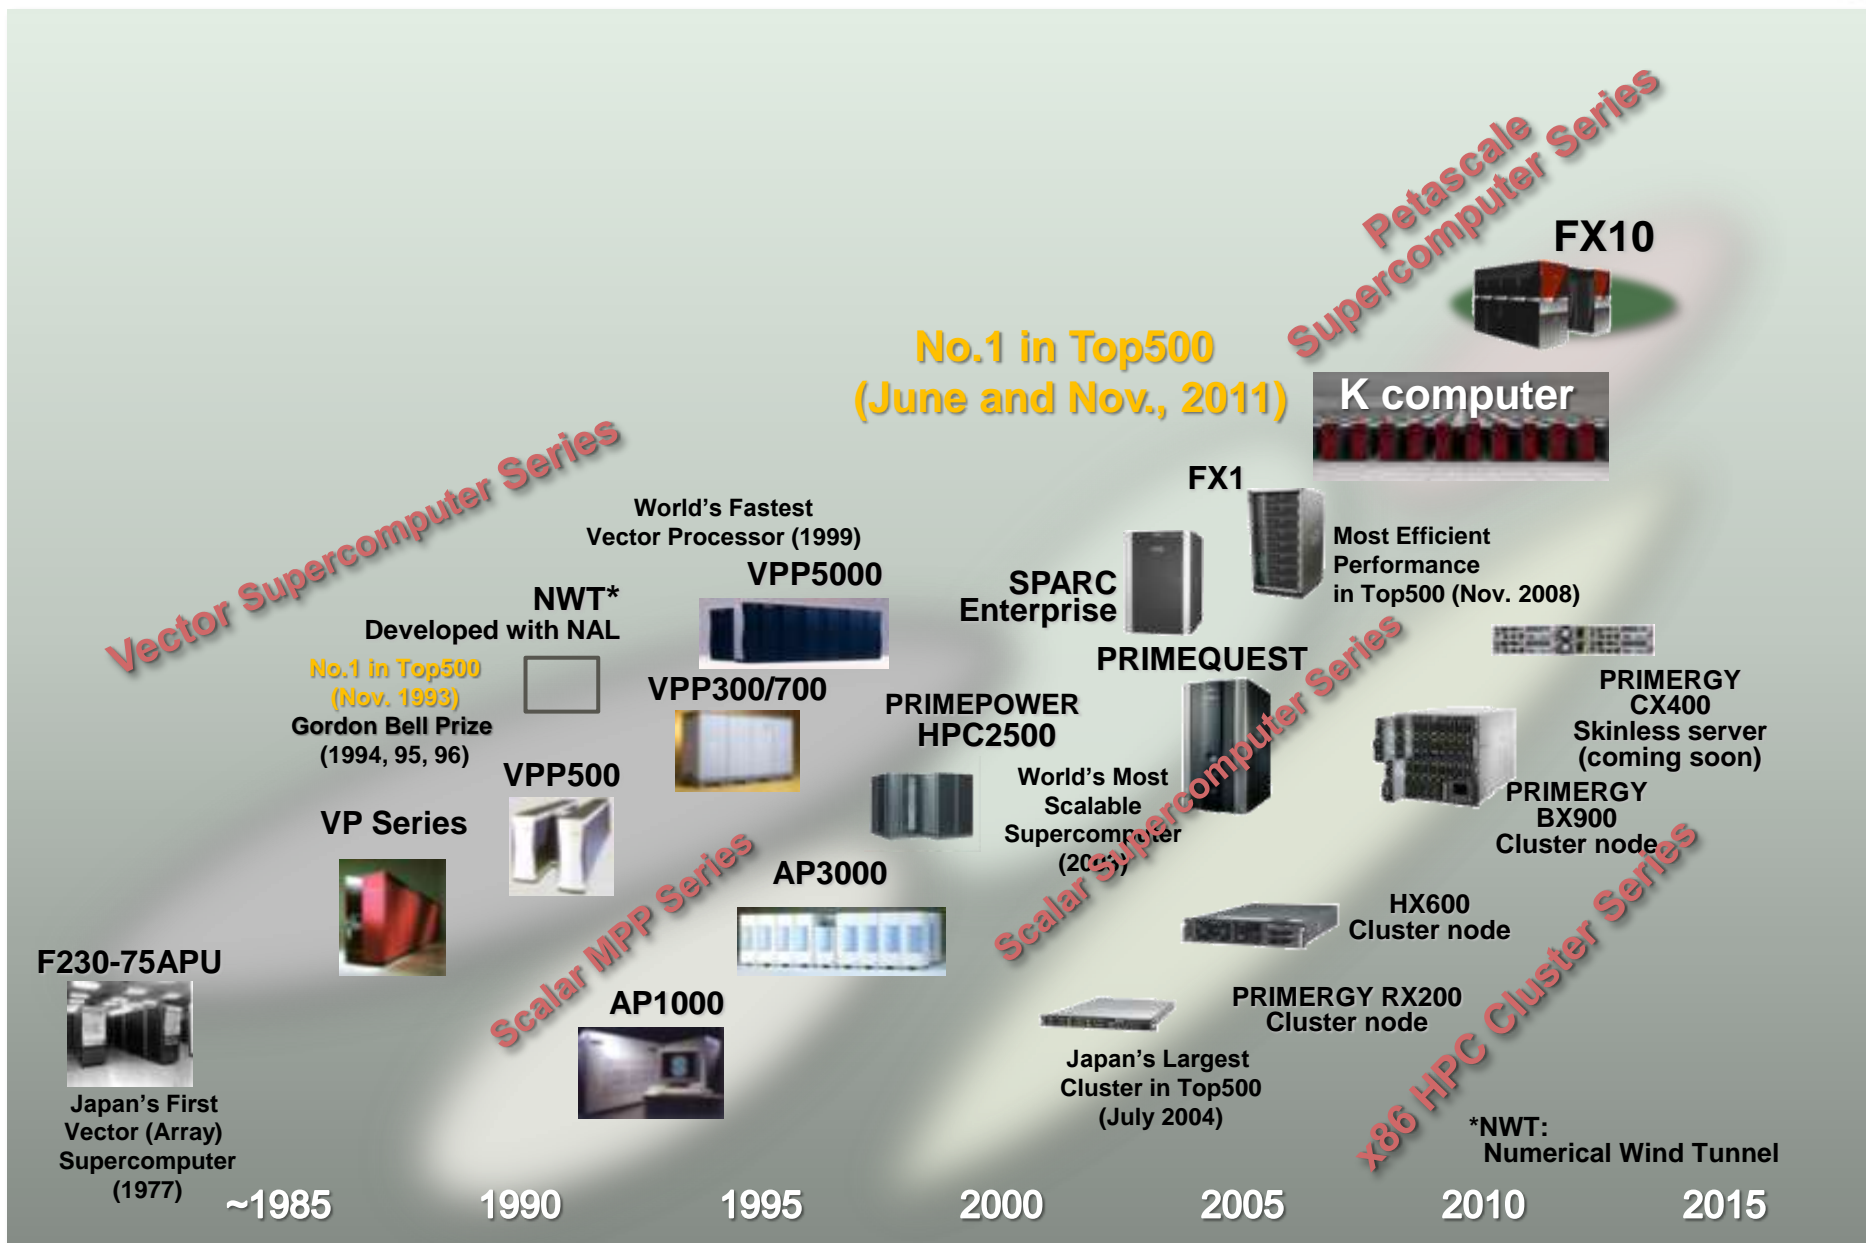 Petascale
Supercomputer Series
FX10
No.1 in Top500
(June and Nov., 2011)
K computer
Vector Supercomputer Series
FX1
World's Fastest
Vector Processor (1999)
VPP5000
Most Efficient
Performance
in Top500 (Nov. 2008)
SPARC
Enterprise
NWT*
Developed with NAL
No.1 in Top500
(Nov. 1993)
Gordon Bell Prize
(1994, 95, 96)
VPP300/700
PRIMEQUEST
PRIMEPOWER
HPC2500
World's Most
Scalable
Supercomputer
(2003)
PRIMERGY
CX400
Skinless server
(coming soon)
VPP500
VP Series
PRIMERGY
BX900
Cluster node
Scalar Supercomputer Series
Scalar MPP Series
AP3000
HX600
Cluster node
F230-75APU
AP1000
PRIMERGY RX200
Cluster node
x86 HPC Cluster Series
Japan's First
Vector (Array)
Supercomputer
(1977)
Japan's Largest
Cluster in Top500
(July 2004)
*NWT:
Numerical Wind Tunnel
~1985 1990 1995 2000 2005 2010 2015